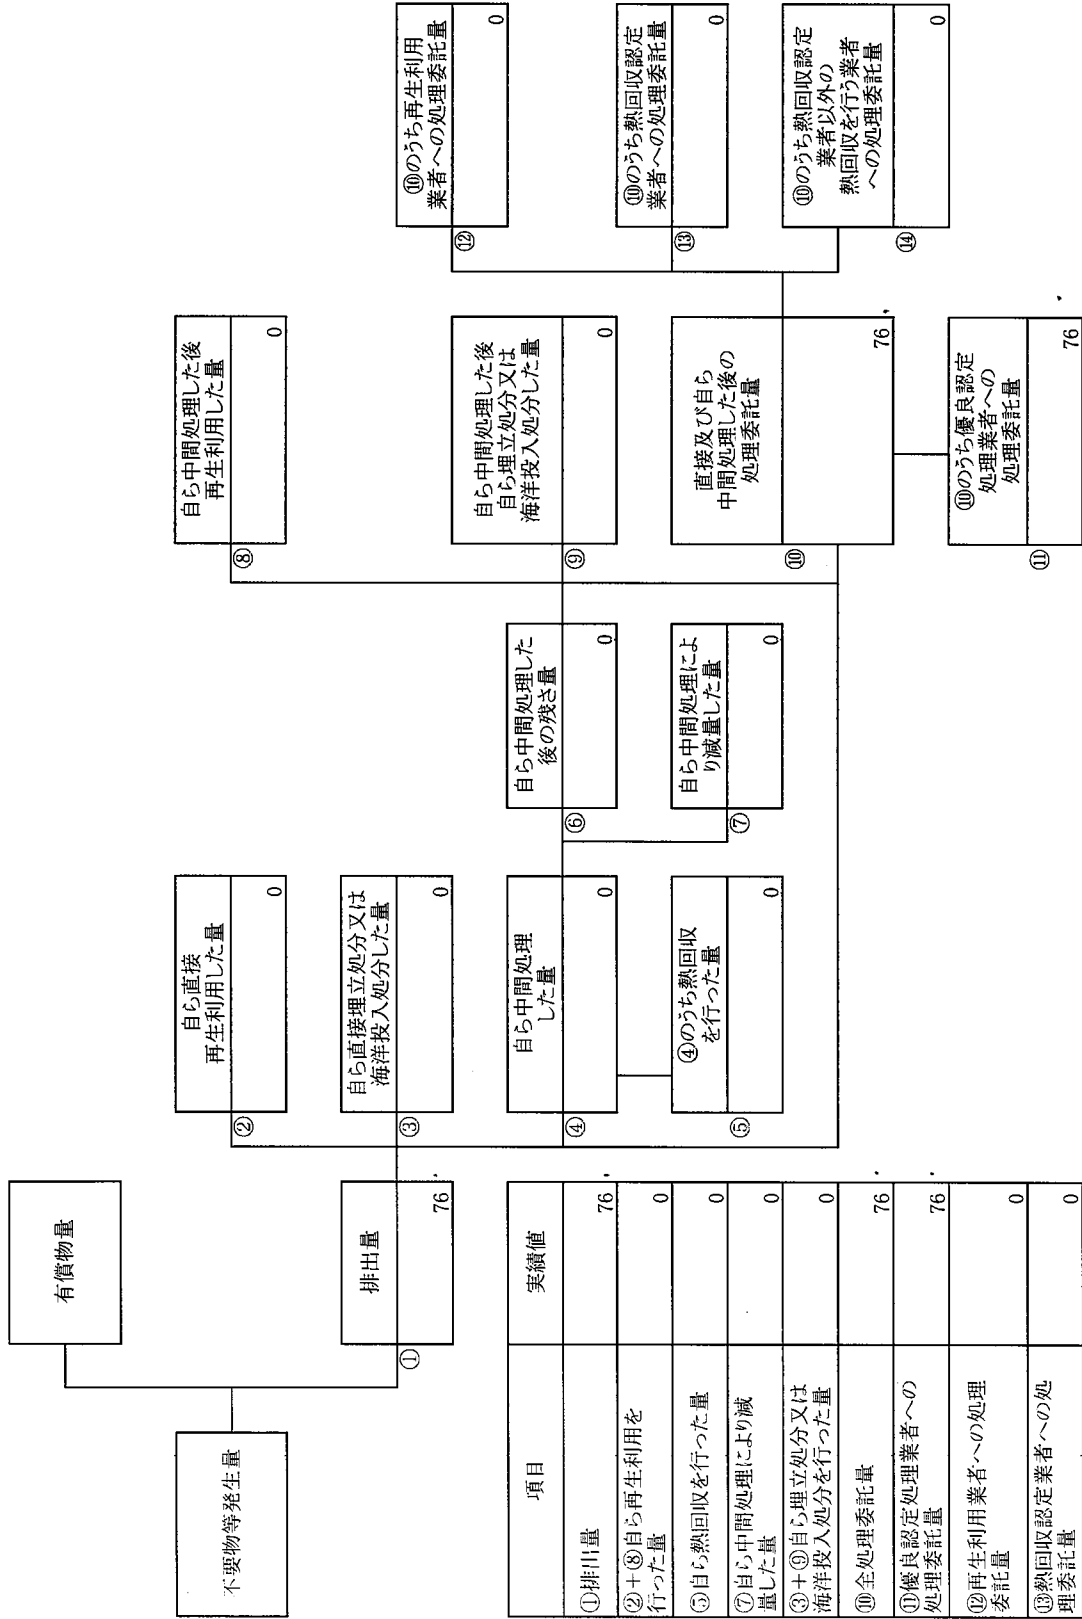 不要物等発生量
有償物量
排出量
①
76
②
自ら直接
再生利用した量
0
③
自ら直接埋立処分又は
海洋投入処分した量
0
④
自ら中間処理
した量
0
⑤
④のうち熱回収
を行った量
0
⑥
自ら中間処理した
後の残さ量
0
⑦
自ら中間処理によ
り減量した量
0
⑧
自ら中間処理した後
再生利用した量
0
⑨
自ら中間処理した後
自ら埋立処分又は
海洋投入処分した量
0
⑩
直接及び自ら
中間処理した後の
処理委託量
76
⑪
⑩のうち優良認定
処理業者への
処理委託量
76
⑫
⑩のうち再生利用
業者への処理委託量
0
⑬
⑩のうち熱回収認定
業者への処理委託量
0
⑭
⑩のうち熱回収認定
業者以外の
熱回収を行う業者
への処理委託量
0
項目 実績値
①排出量 76
②+⑧自ら再生利用を
行った量 0
⑤自ら熱回収を行った量 0
⑦自ら中間処理により減
量した量 0
③+⑨自ら埋立処分又は
海洋投入処分を行った量 0
⑩全処理委託量 76
⑪優良認定処理業者への
処理委託量 76
⑫再生利用業者への処理
委託量 0
⑬熱回収認定業者への処
理委託量 0